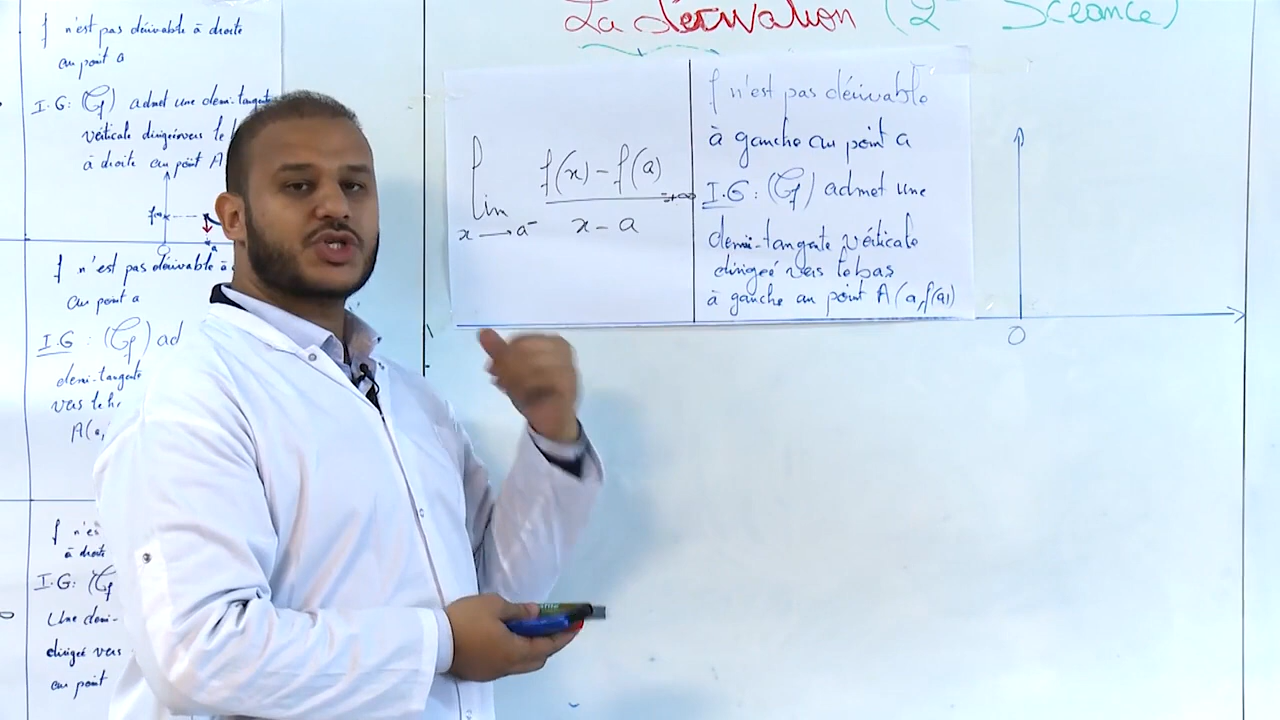 La dérivation (2 Scéance)
f n'est pas dérivable à droite
au point a
I.G: (Cf) admet une demi-tangente
verticale dirigée vers le b
à droite au point A
f(a)
O
a
f n'est pas dérivable à
au point a
I.G : (Cf) ad
demi-tangente
vers le h
A(a,
f n'es
à droite
I.G: (Cf
Une demi-
dirigée vers
au point
lim f(x) - f(a) / x - a = +∞
x → a⁻
f n'est pas dérivable
à gauche au point a
I.G : (Cf) admet une
demi-tangente verticale
dirigée vers le bas
à gauche au point A(a, f(a))
O